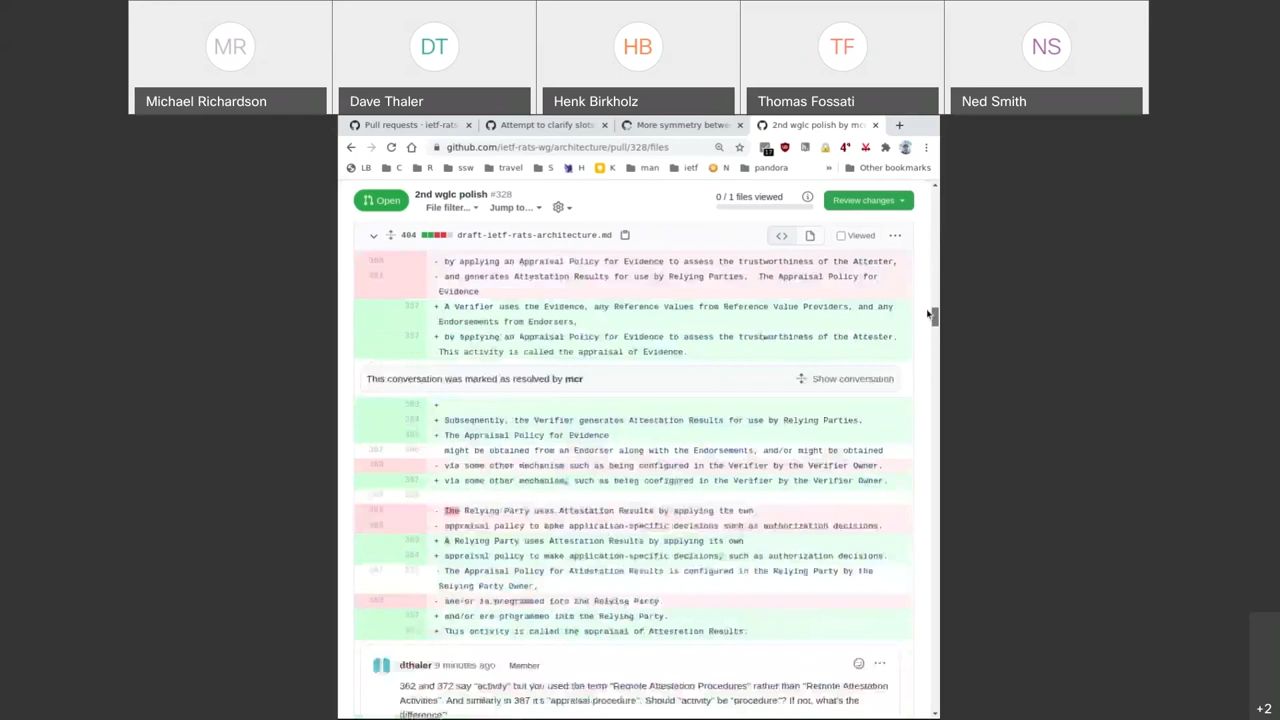 MR
DT
HB
TF
NS
Michael Richardson
Dave Thaler
Henk Birkholz
Thomas Fossati
Ned Smith
Pull requests · ietf-rats-
Attempt to clarify slot
More symmetry betwe
2nd wglc polish by mcr
github.com/ietf-rats-wg/architecture/pull/328/files
LB
C
R
ssw
travel
S
H
K
man
ietf
N
pandora
»
Other bookmarks
Open
2nd wglc polish #328
File filter...
Jump to...
0 / 1 files viewed
Review changes
404
draft-ietf-rats-architecture.md
<>
Viewed
- by applying an Appraisal Policy for Evidence to assess the trustworthiness of the Attester,
- and generates Attestation Results for use by Relying Parties. The Appraisal Policy for
Evidence
+ A Verifier uses the Evidence, any Reference Values from Reference Value Providers, and any
Endorsements from Endorsers,
+ by applying an Appraisal Policy for Evidence to assess the trustworthiness of the Attester.
This activity is called the appraisal of Evidence.
This conversation was marked as resolved by mcr
Show conversation
+
+ Subseqnently, the Verifier generates Attestation Results for use by Relying Parties.
+ The Appraisal Policy for Evidence
might be obtained from an Endorser along with the Endorsements, and/or might be obtained
- via some other mechanism such as being configured in the Verifier by the Verifier Owner.
+ via some other mechanism, such as being configured in the Verifier by the Verifier Owner.
- The Relying Party uses Attestation Results by applying its own
- appraisal policy to make application-specific decisions such as authorization decisions.
+ A Relying Party uses Attestation Results by applying its own
+ appraisal policy to make application-specific decisions, such as authorization decisions.
- The Appraisal Policy for Attestation Results is configured in the Relying Party by the
Relying Party Owner,
- and/or is programmed into the Relying Party.
+ and/or are programmed into the Relying Party.
+ This activity is called the appraisal of Attestation Results.
dthaler 9 minutes ago
Member
362 and 372 say "activity" but you used the term "Remote Attestation Procedures" rather than "Remote Attestation
Activities". And similarly in 387 it's "appraisal procedure". Should "activity" be "procedure"? If not, what's the
difference"
+2